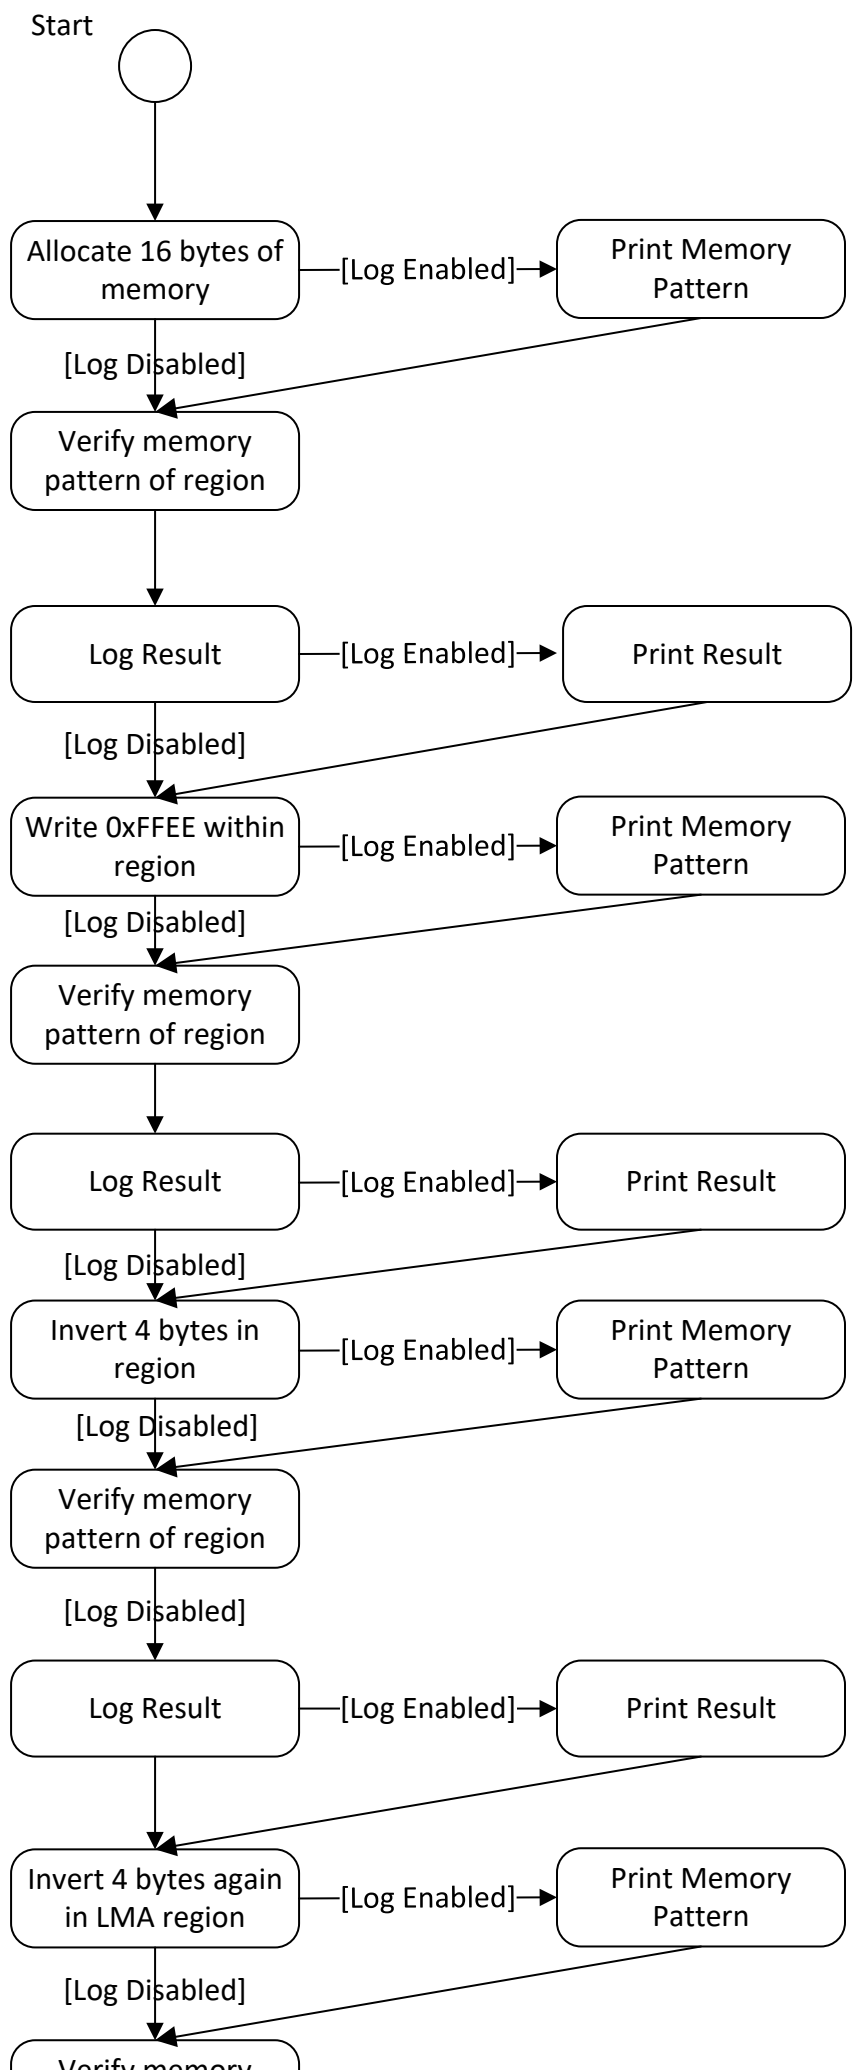 Start
Allocate 16 bytes of
memory
[Log Enabled]
Print Memory
Pattern
[Log Disabled]
Verify memory
pattern of region
Log Result
[Log Enabled]
Print Result
[Log Disabled]
Write 0xFFEE within
region
[Log Enabled]
Print Memory
Pattern
[Log Disabled]
Verify memory
pattern of region
Log Result
[Log Enabled]
Print Result
[Log Disabled]
Invert 4 bytes in
region
[Log Enabled]
Print Memory
Pattern
[Log Disabled]
Verify memory
pattern of region
[Log Disabled]
Log Result
[Log Enabled]
Print Result
Invert 4 bytes again
in LMA region
[Log Enabled]
Print Memory
Pattern
[Log Disabled]
Verify memory